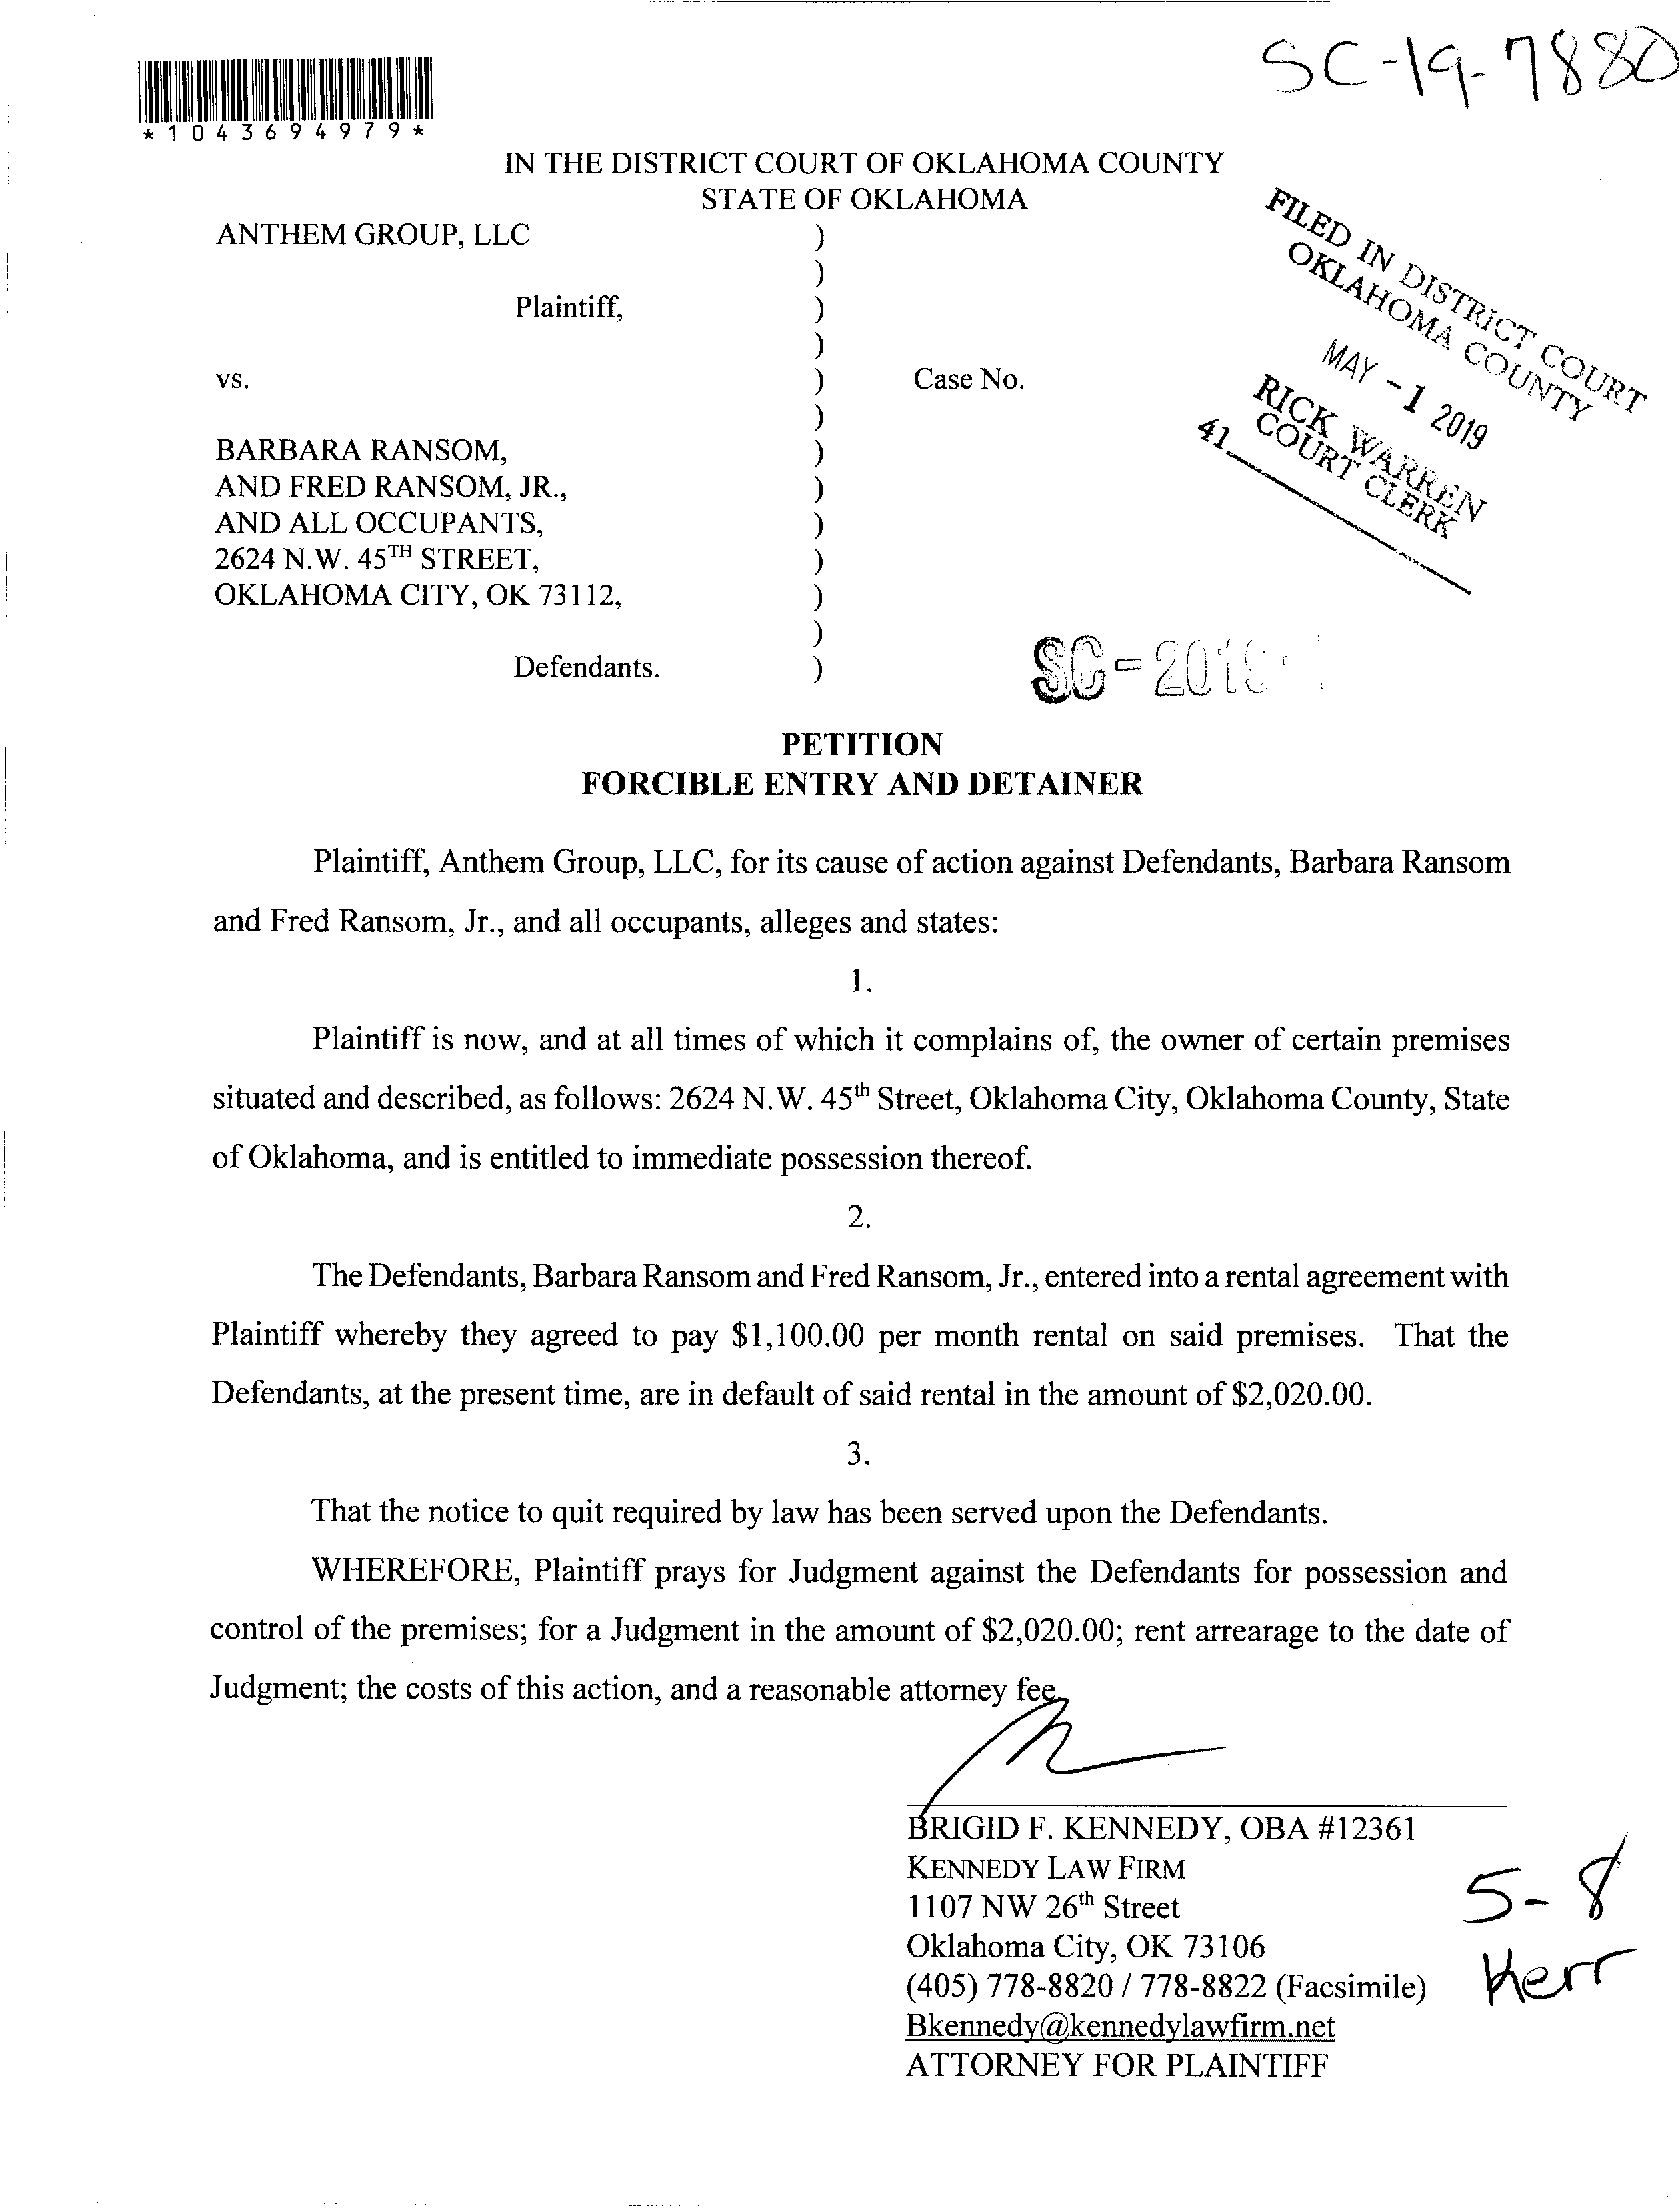 SC-19-7880
*1043694979*
IN THE DISTRICT COURT OF OKLAHOMA COUNTY
STATE OF OKLAHOMA
FILED IN DISTRICT COURT
OKLAHOMA COUNTY
MAY -1 2019
RICK WARREN
COURT CLERK
41
ANTHEM GROUP, LLC )
)
Plaintiff, )
)
vs. ) Case No.
)
BARBARA RANSOM, )
AND FRED RANSOM, JR., )
AND ALL OCCUPANTS, )
2624 N.W. 45TH STREET, )
OKLAHOMA CITY, OK 73112, )
)
Defendants. )
SC-2019-
PETITION
FORCIBLE ENTRY AND DETAINER
Plaintiff, Anthem Group, LLC, for its cause of action against Defendants, Barbara Ransom
and Fred Ransom, Jr., and all occupants, alleges and states:
1.
Plaintiff is now, and at all times of which it complains of, the owner of certain premises
situated and described, as follows: 2624 N.W. 45th Street, Oklahoma City, Oklahoma County, State
of Oklahoma, and is entitled to immediate possession thereof.
2.
The Defendants, Barbara Ransom and Fred Ransom, Jr., entered into a rental agreement with
Plaintiff whereby they agreed to pay $1,100.00 per month rental on said premises. That the
Defendants, at the present time, are in default of said rental in the amount of $2,020.00.
3.
That the notice to quit required by law has been served upon the Defendants.
WHEREFORE, Plaintiff prays for Judgment against the Defendants for possession and
control of the premises; for a Judgment in the amount of $2,020.00; rent arrearage to the date of
Judgment; the costs of this action, and a reasonable attorney fee.
BRIGID F. KENNEDY, OBA #12361
KENNEDY LAW FIRM
1107 NW 26th Street
Oklahoma City, OK 73106
(405) 778-8820 / 778-8822 (Facsimile)
Bkennedy@kennedylawfirm.net
ATTORNEY FOR PLAINTIFF
5-8
Kerr